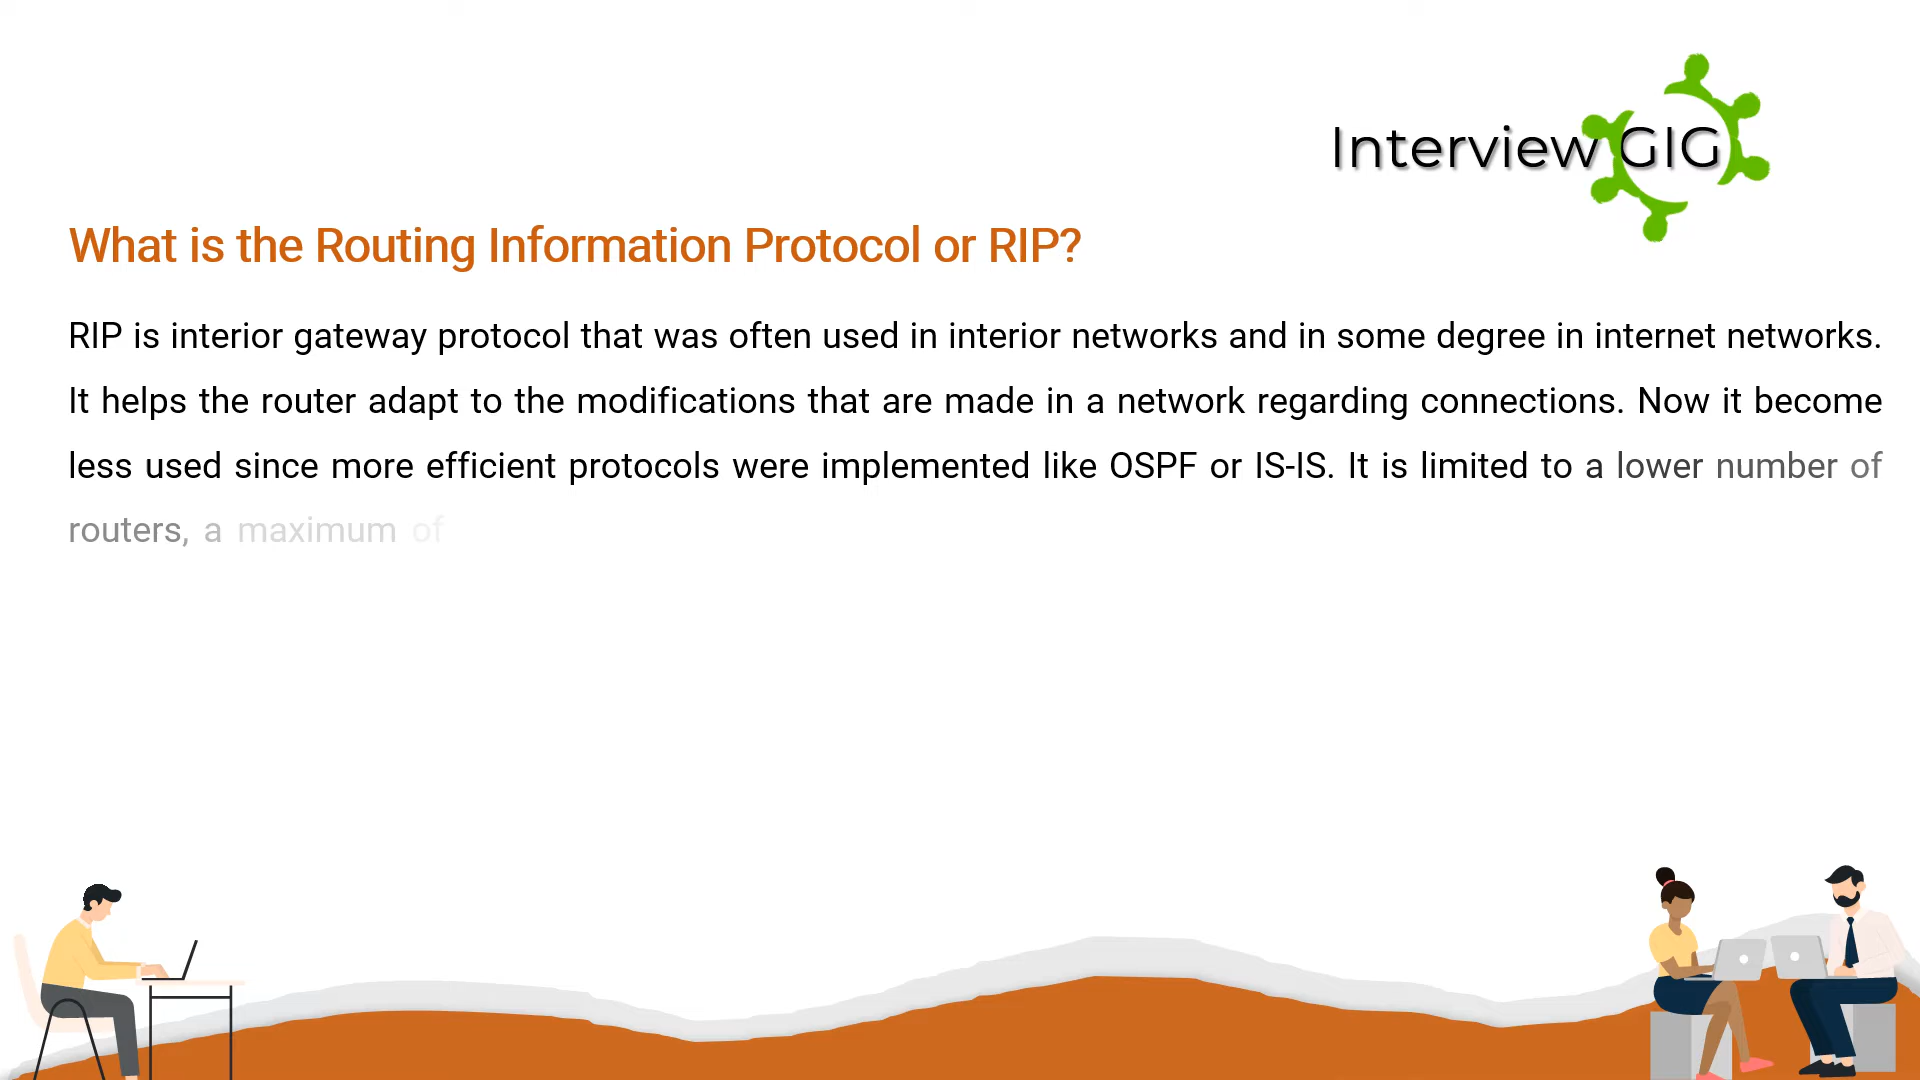 Interview GIG
What is the Routing Information Protocol or RIP?
RIP is interior gateway protocol that was often used in interior networks and in some degree in internet networks.
It helps the router adapt to the modifications that are made in a network regarding connections. Now it become
less used since more efficient protocols were implemented like OSPF or IS-IS. It is limited to a lower number of
routers, a maximum of